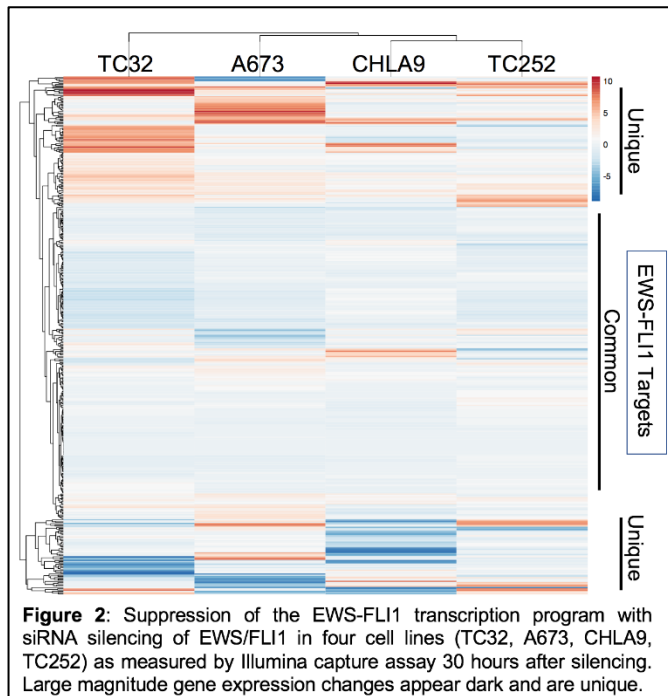 TC32 A673 CHLA9 TC252
10
5
0
-5
Unique
EWS-FLI1 Targets
Common
Unique
Figure 2: Suppression of the EWS-FLI1 transcription program with
siRNA silencing of EWS/FLI1 in four cell lines (TC32, A673, CHLA9,
TC252) as measured by Illumina capture assay 30 hours after silencing.
Large magnitude gene expression changes appear dark and are unique.